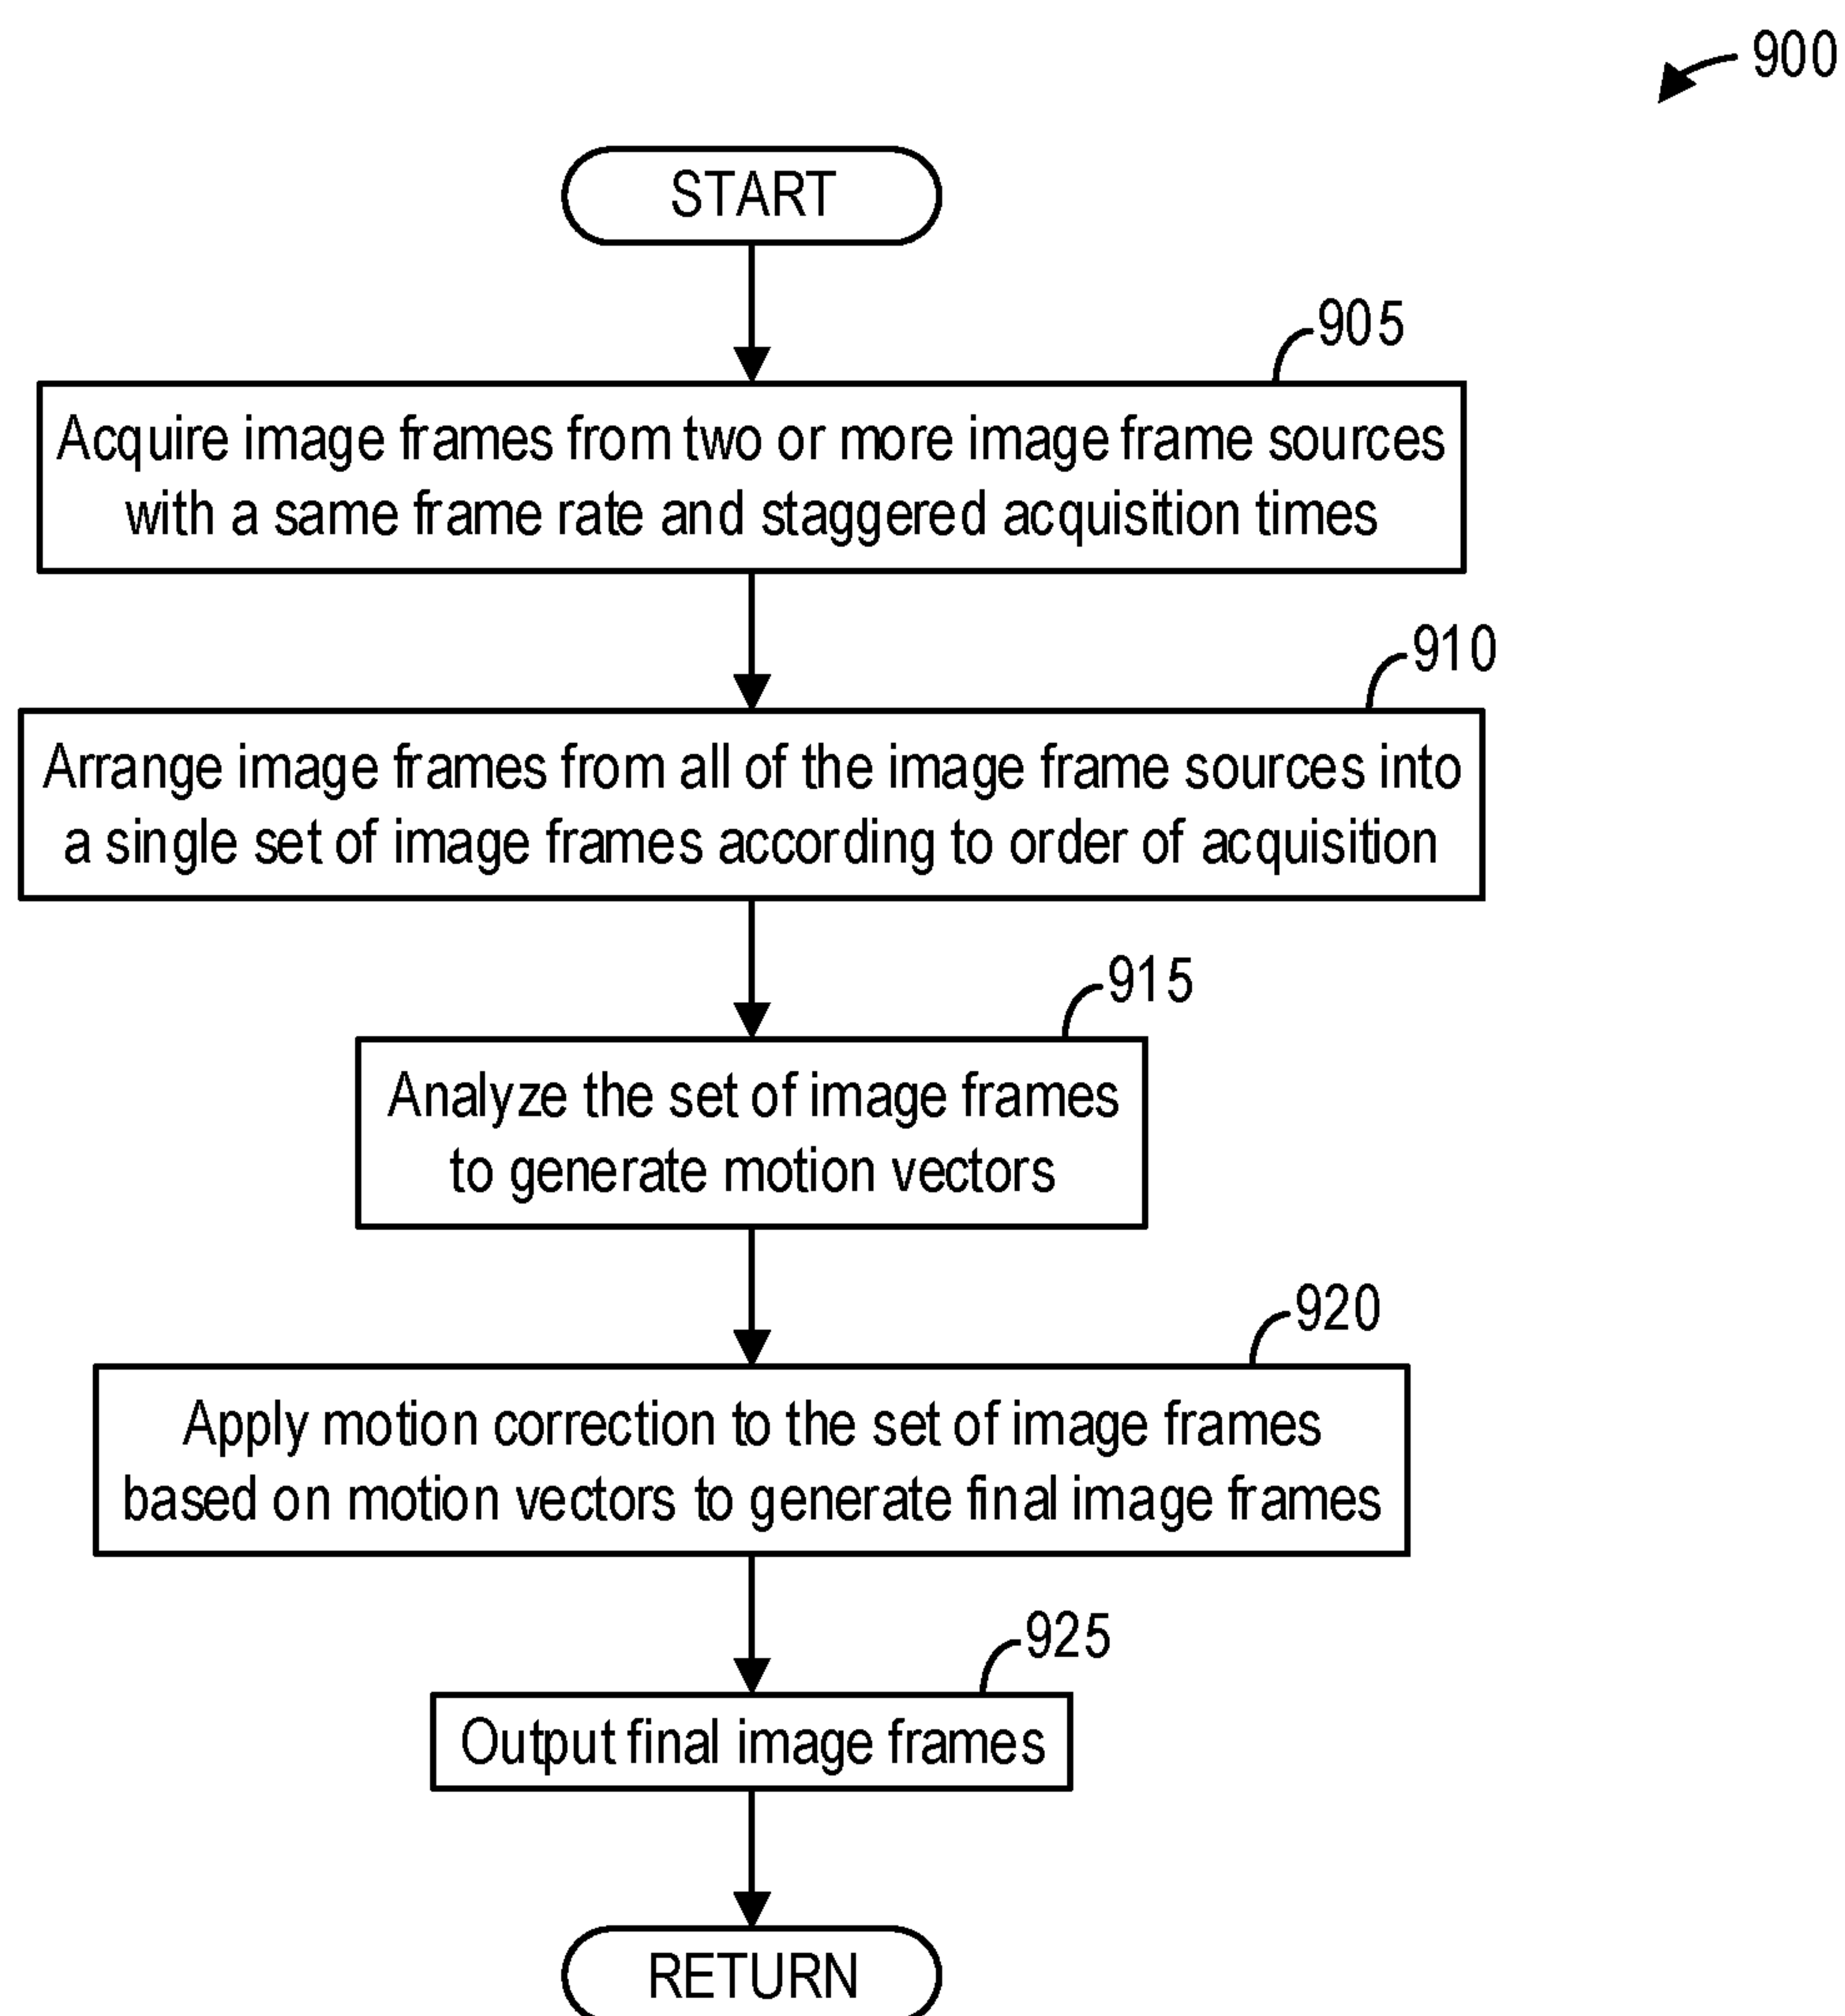 900
START
905
Acquire image frames from two or more image frame sources
with a same frame rate and staggered acquisition times
910
Arrange image frames from all of the image frame sources into
a single set of image frames according to order of acquisition
915
Analyze the set of image frames
to generate motion vectors
920
Apply motion correction to the set of image frames
based on motion vectors to generate final image frames
925
Output final image frames
RETURN